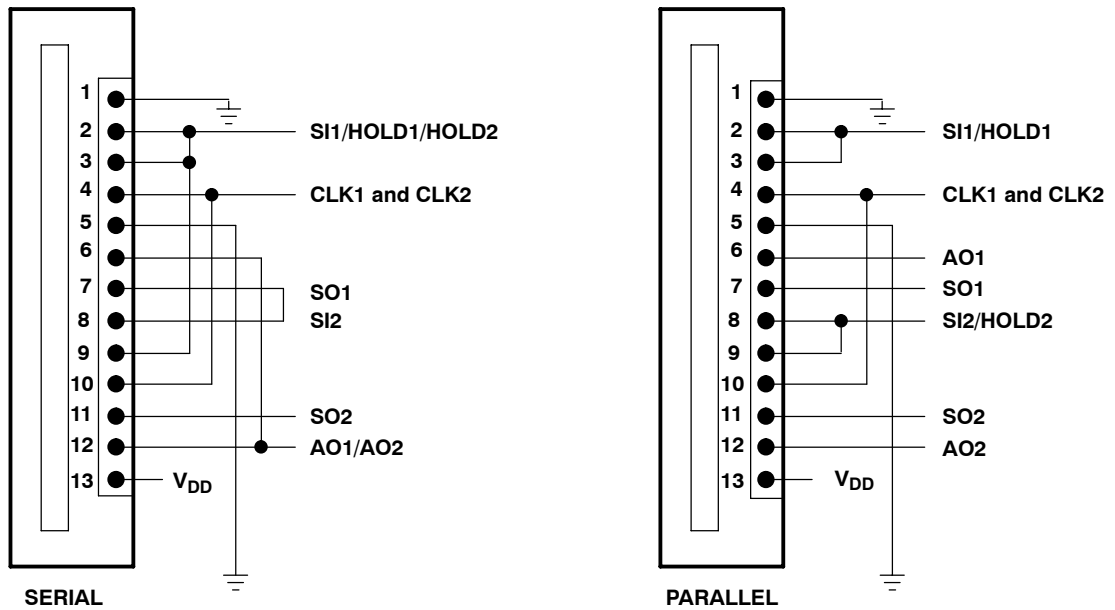 1
2 SI1/HOLD1/HOLD2
3
4 CLK1 and CLK2
5
6
7 SO1
8 SI2
9
10
11 SO2
12 AO1/AO2
13 VDD
SERIAL
1
2 SI1/HOLD1
3
4 CLK1 and CLK2
5
6 AO1
7 SO1
8 SI2/HOLD2
9
10
11 SO2
12 AO2
13 VDD
PARALLEL